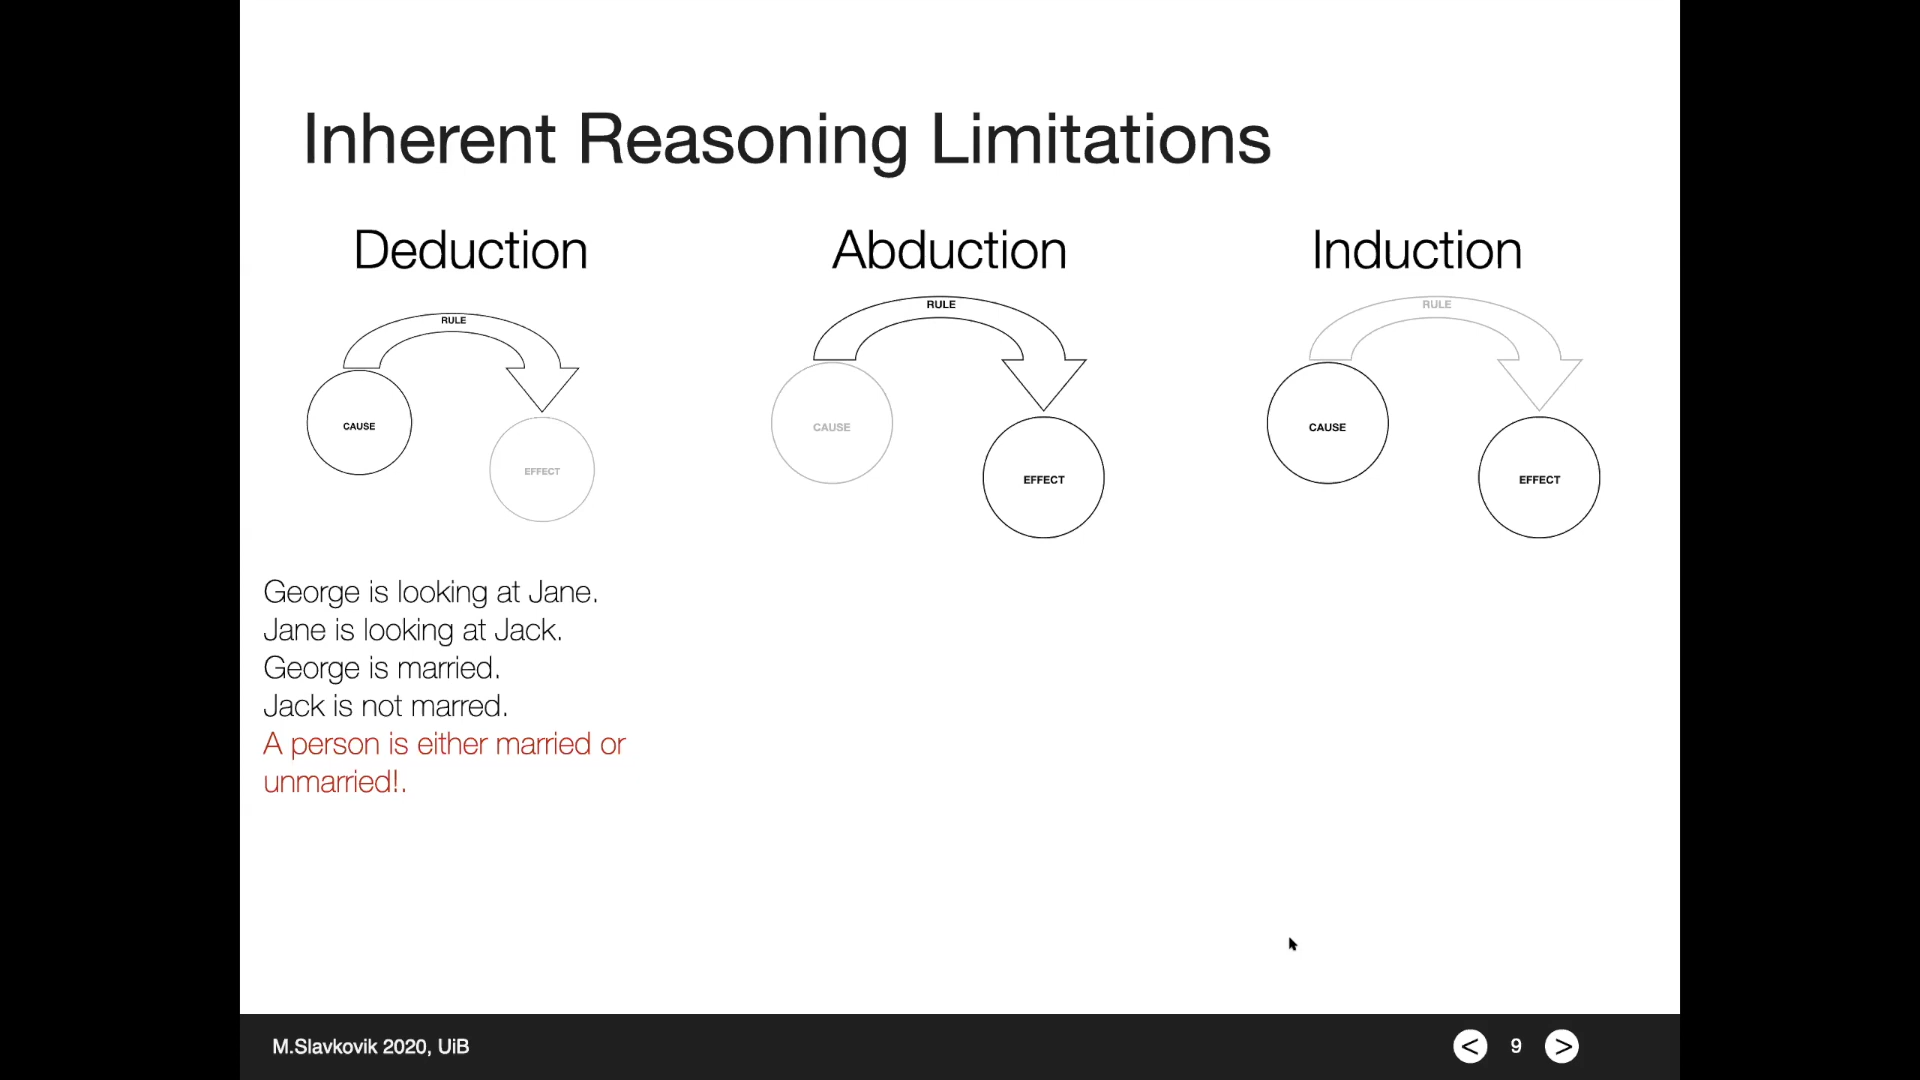 Inherent Reasoning Limitations
Deduction
Abduction
Induction
RULE
CAUSE
EFFECT
RULE
CAUSE
EFFECT
RULE
CAUSE
EFFECT
George is looking at Jane.
Jane is looking at Jack.
George is married.
Jack is not marred.
A person is either married or
unmarried!.
M.Slavkovik 2020, UiB
< 9 >